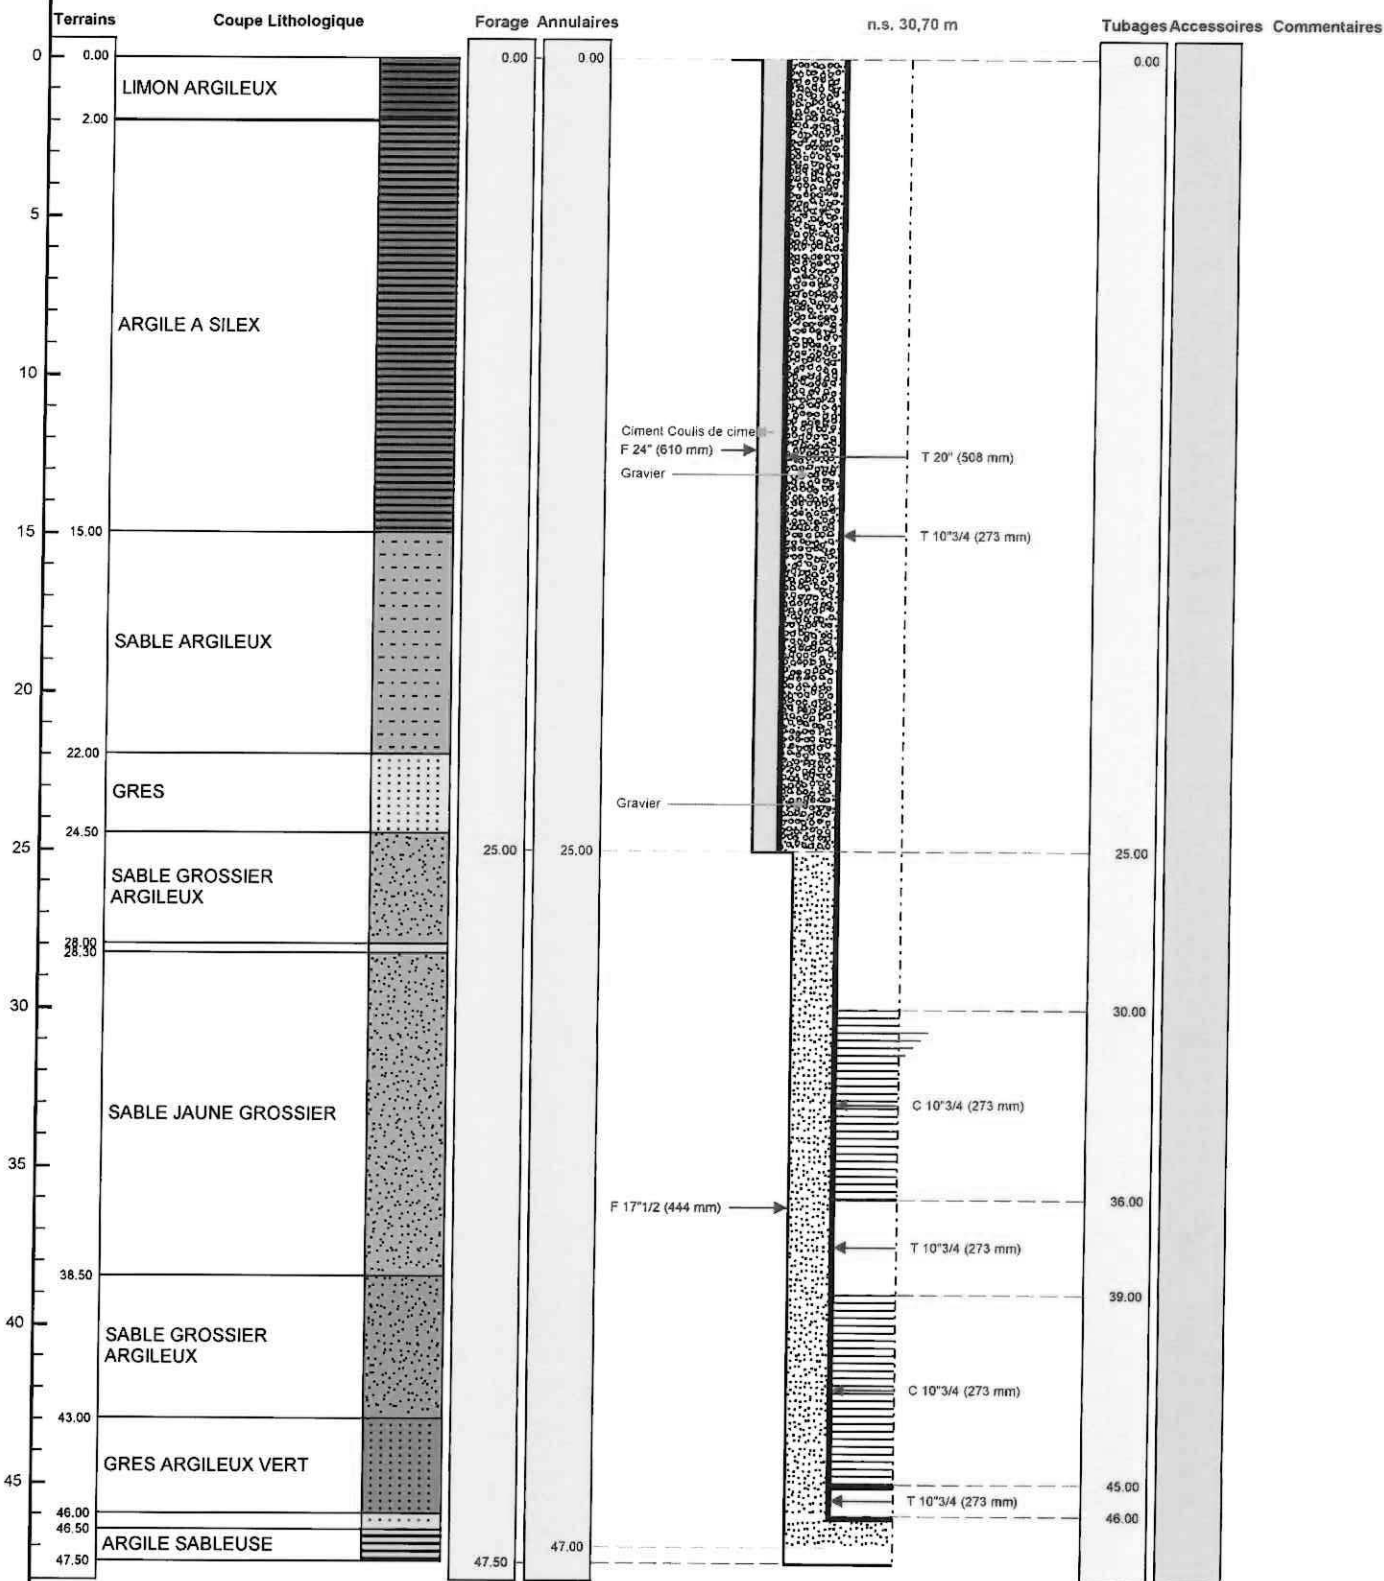 Terrains Coupe Lithologique Forage Annulaires n.s. 30,70 m Tubages Accessoires Commentaires
0 0.00 0.00 0.00 0.00
LIMON ARGILEUX
2.00
5
ARGILE A SILEX
10
Ciment Coulis de cime
F 24" (610 mm) T 20" (508 mm)
Gravier
15 15.00 T 10"3/4 (273 mm)
SABLE ARGILEUX
20
22.00
GRES
Gravier
24.50
25 25.00 25.00 25.00
SABLE GROSSIER
ARGILEUX
28.00
28.30
30 30.00
SABLE JAUNE GROSSIER C 10"3/4 (273 mm)
35
36.00
F 17"1/2 (444 mm)
T 10"3/4 (273 mm)
38.50
39.00
40
SABLE GROSSIER
ARGILEUX
C 10"3/4 (273 mm)
43.00
GRES ARGILEUX VERT
45 45.00
T 10"3/4 (273 mm)
46.00 46.00
46.50
ARGILE SABLEUSE 47.00
47.50 47.50